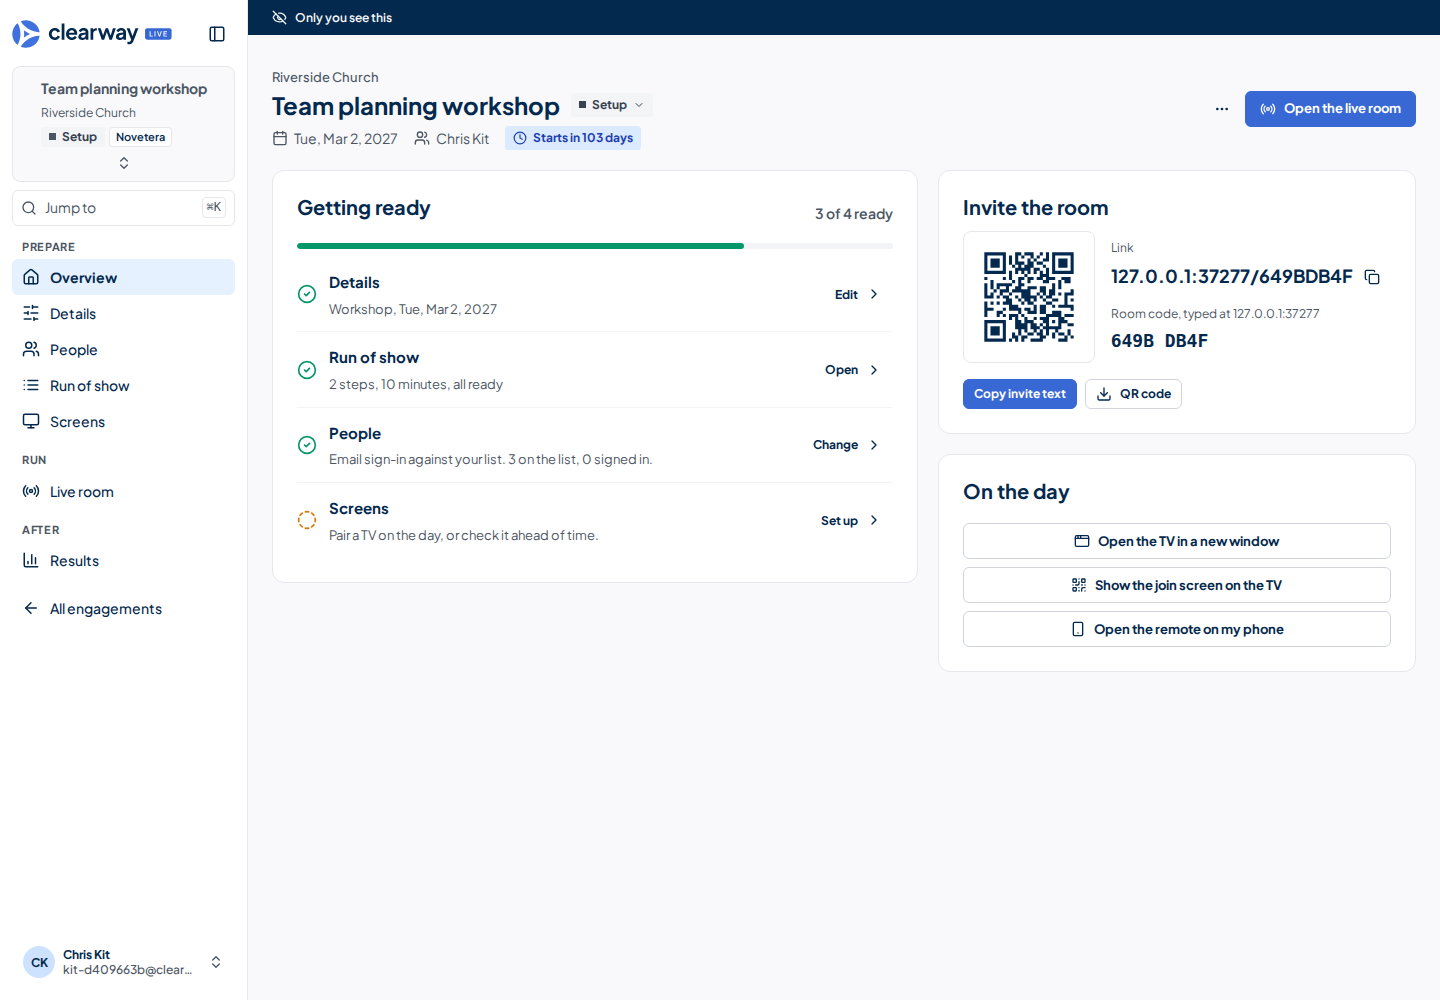 clearway LIVE
Team planning workshop
Riverside Church
Setup Novetera
Jump to ⌘K
PREPARE
Overview
Details
People
Run of show
Screens
RUN
Live room
AFTER
Results
All engagements
CK
Chris Kit
kit-d409663b@clear...
Only you see this
Riverside Church
Team planning workshop Setup
Tue, Mar 2, 2027 Chris Kit Starts in 103 days
Open the live room
Getting ready
3 of 4 ready
Details
Workshop, Tue, Mar 2, 2027
Edit
Run of show
2 steps, 10 minutes, all ready
Open
People
Email sign-in against your list. 3 on the list, 0 signed in.
Change
Screens
Pair a TV on the day, or check it ahead of time.
Set up
Invite the room
Link
127.0.0.1:37277/649BDB4F
Room code, typed at 127.0.0.1:37277
649B DB4F
Copy invite text QR code
On the day
Open the TV in a new window
Show the join screen on the TV
Open the remote on my phone